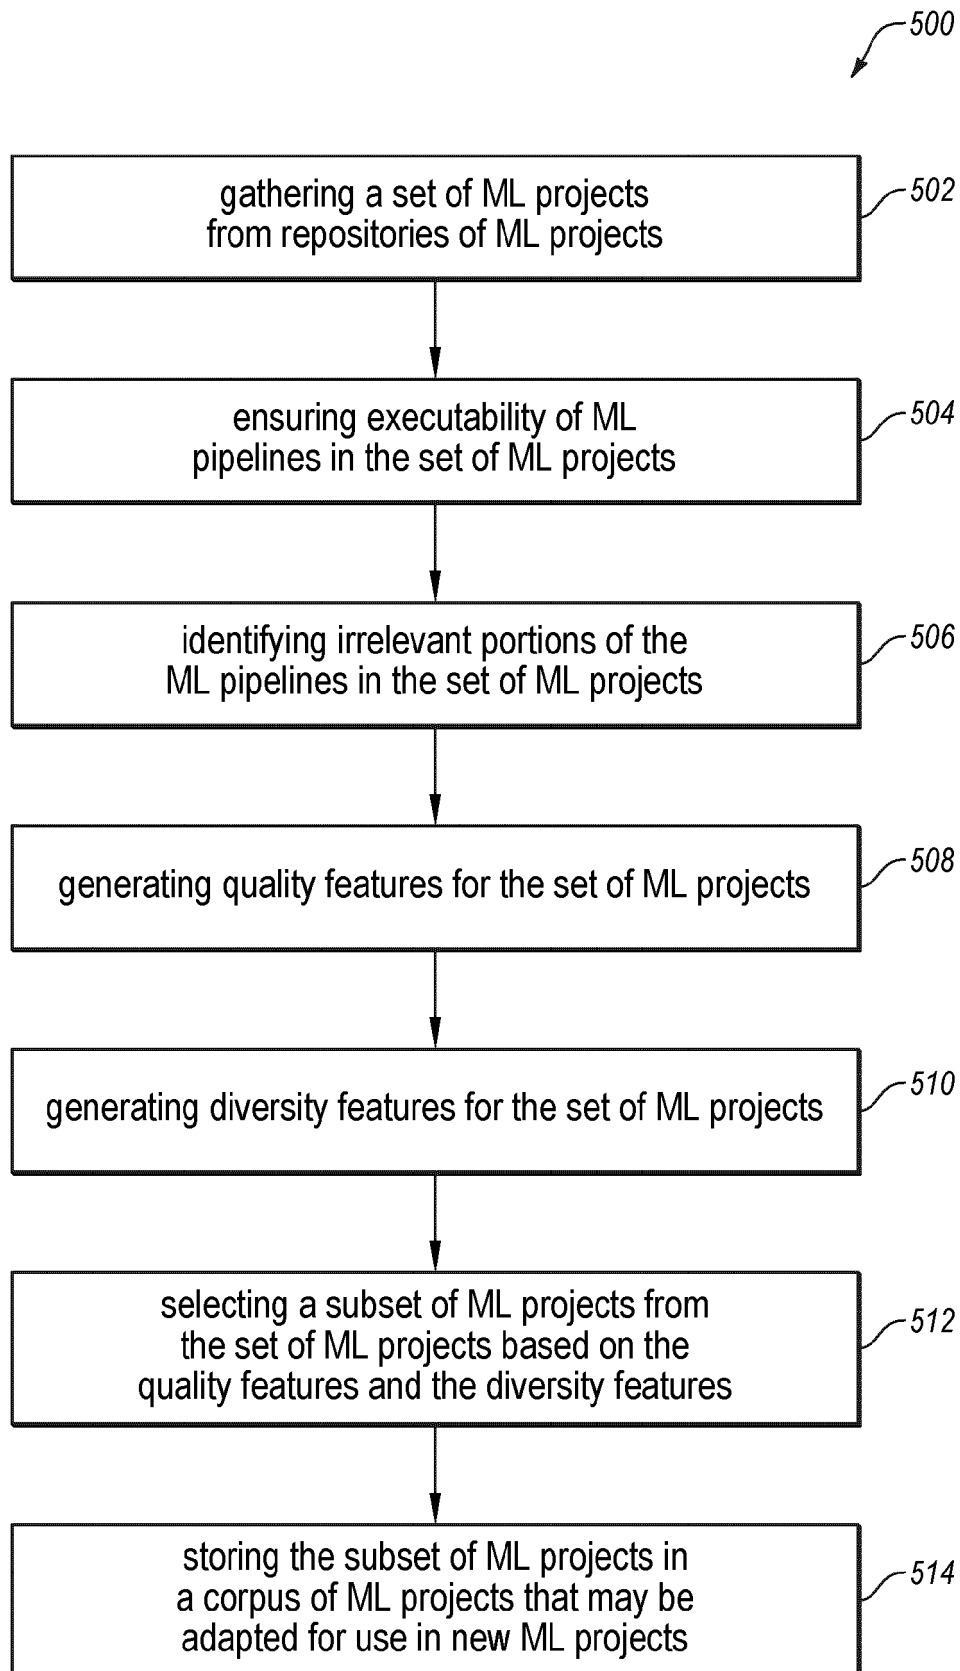 500
gathering a set of ML projects
from repositories of ML projects
502
ensuring executability of ML
pipelines in the set of ML projects
504
identifying irrelevant portions of the
ML pipelines in the set of ML projects
506
generating quality features for the set of ML projects
508
generating diversity features for the set of ML projects
510
selecting a subset of ML projects from
the set of ML projects based on the
quality features and the diversity features
512
storing the subset of ML projects in
a corpus of ML projects that may be
adapted for use in new ML projects
514